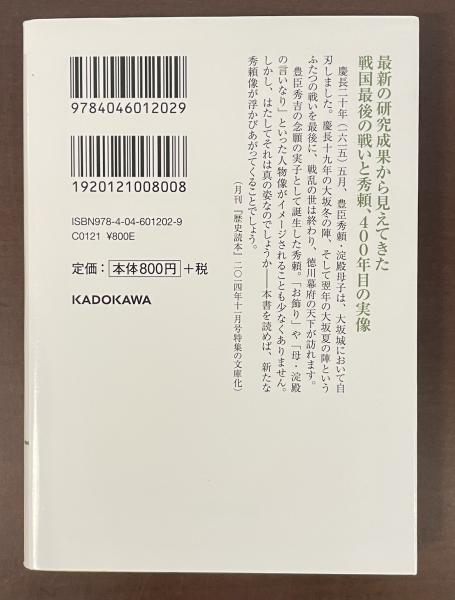 最新の研究成果から見えてきた
戦国最後の戦いと秀頼、400年目の実像
慶長二十年（一六一五）五月、豊臣秀頼・淀殿母子は、大坂城において自
刃しました。慶長十九年の大坂冬の陣、そして翌年の大坂夏の陣という
ふたつの戦いを最後に、戦乱の世は終わり、徳川幕府の天下が訪れます。
豊臣秀吉の念願の実子として誕生した秀頼。「お飾り」や「母・淀殿
の言いなり」といった人物像がイメージされることも少なくありません。
しかし、はたしてそれは真の姿なのでしょうか――本書を読めば、新たな
秀頼像が浮かびあがってくることでしょう。
（月刊『歴史読本』二〇一四年十一月号特集の文庫化）
9784046012029
1920121008008
ISBN978-4-04-601202-9
C0121 ¥800E
定価：本体800円＋税
KADOKAWA